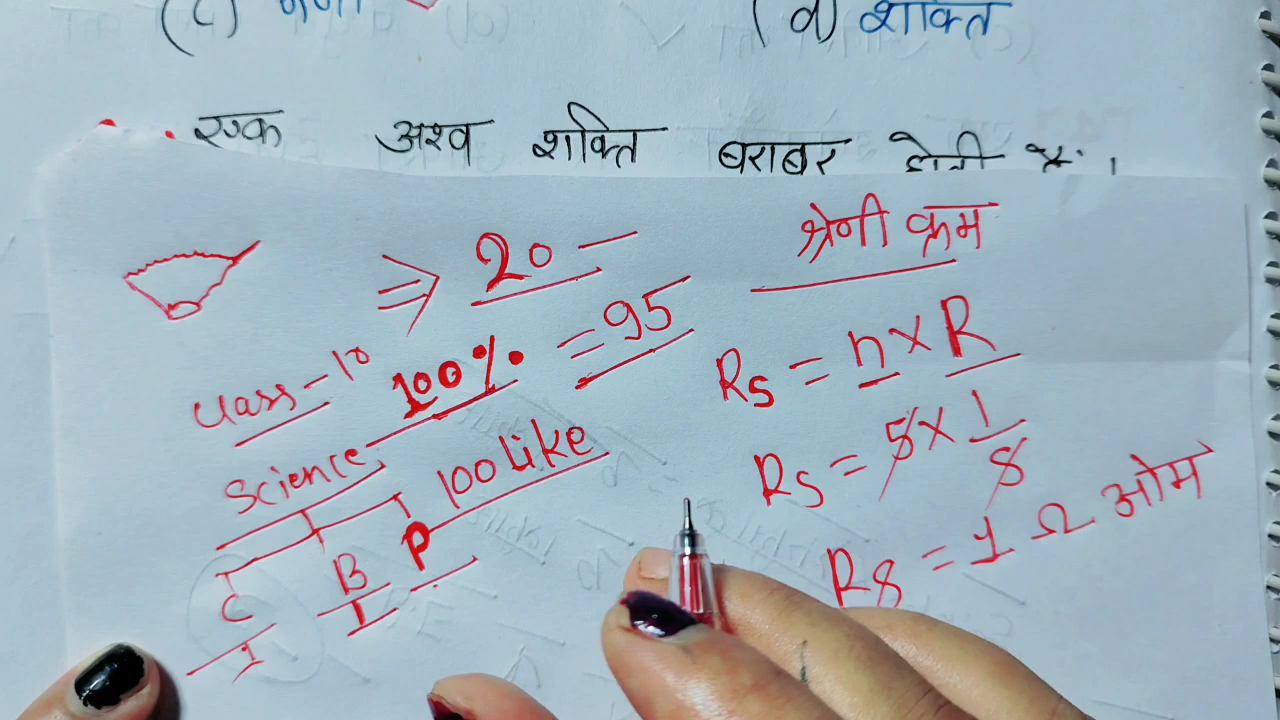 (d) शक्ति
एक अश्व शक्ति बराबर होती है।
⇒ 20 —
श्रेनी क्रम
Class - 10 100% = 95
Rs = n × R
Science 100 like
Rs = 5 × 1/5
C B P
Rs = 1 Ω ओम